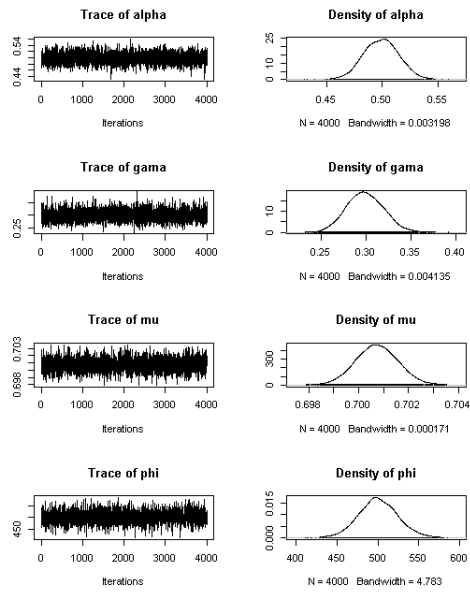 Trace of alpha
0.54
0.44
0 1000 2000 3000 4000
Iterations
Density of alpha
25
10
0
0.45 0.50 0.55
N = 4000 Bandwidth = 0.003198
Trace of gama
0.25
0 1000 2000 3000 4000
Iterations
Density of gama
10
0
0.25 0.30 0.35 0.40
N = 4000 Bandwidth = 0.004135
Trace of mu
0.703
0.698
0 1000 2000 3000 4000
Iterations
Density of mu
300
0
0.698 0.700 0.702 0.704
N = 4000 Bandwidth = 0.000171
Trace of phi
450
0 1000 2000 3000 4000
Iterations
Density of phi
0.015
0.000
400 450 500 550 600
N = 4000 Bandwidth = 4.783